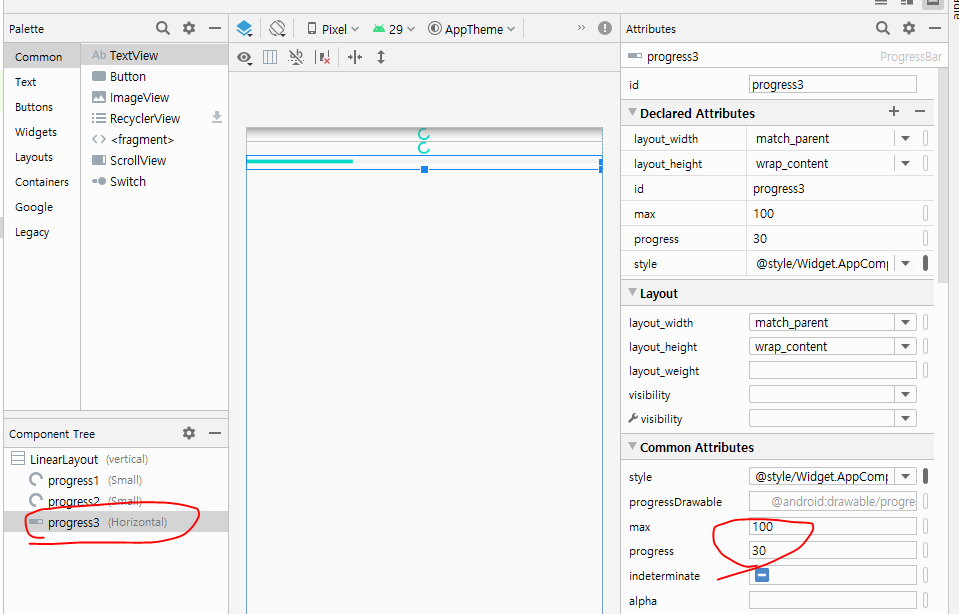 Palette
Pixel
29
AppTheme
Attributes
Common
Text
Buttons
Widgets
Layouts
Containers
Google
Legacy
Ab TextView
Button
ImageView
RecyclerView
<> <fragment>
ScrollView
Switch
Component Tree
LinearLayout (vertical)
progress1 (Small)
progress2 (Small)
progress3 (Horizontal)
progress3 ProgressBar
id progress3
Declared Attributes
layout_width match_parent
layout_height wrap_content
id progress3
max 100
progress 30
style @style/Widget.AppComp
Layout
layout_width match_parent
layout_height wrap_content
layout_weight
visibility
visibility
Common Attributes
style @style/Widget.AppComp
progressDrawable @android:drawable/progre
max 100
progress 30
indeterminate
alpha